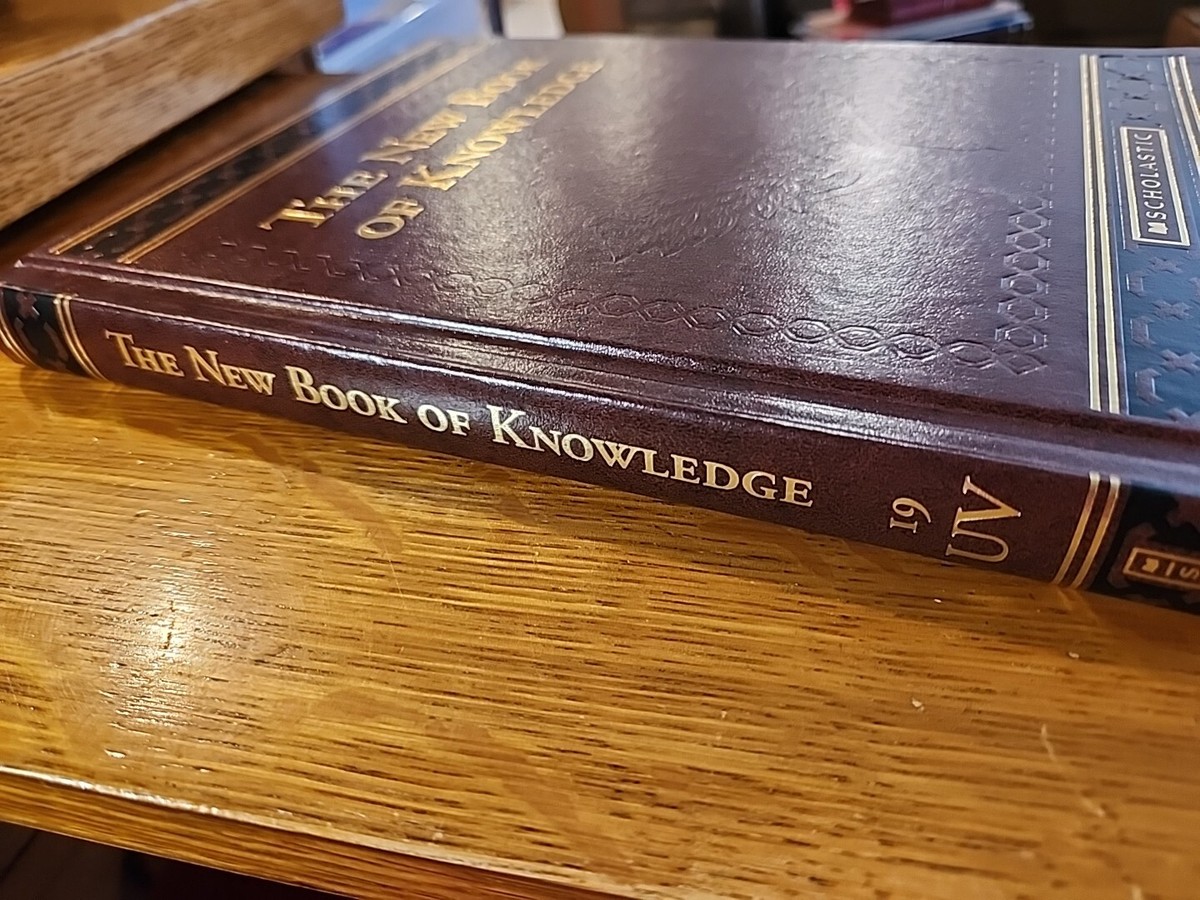 THE NEW BOOK
OF KNOWLEDGE
SCHOLASTIC
THE NEW BOOK OF KNOWLEDGE
19
UV